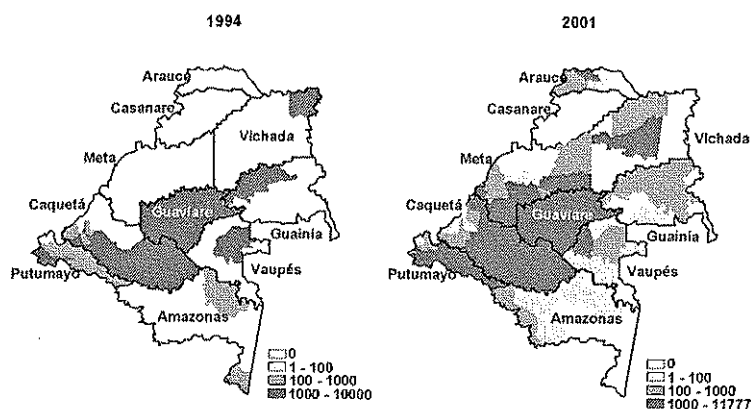 1994
Arauca
Casanare
Vichada
Meta
Guaviare
Caquetá
Guainía
Putumayo
Vaupés
Amazonas
0
1 - 100
100 - 1000
1000 - 10000
2001
Arauca
Casanare
Vichada
Meta
Caquetá
Guaviare
Guainía
Putumayo
Vaupés
Amazonas
0
1 - 100
100 - 1000
1000 - 11777